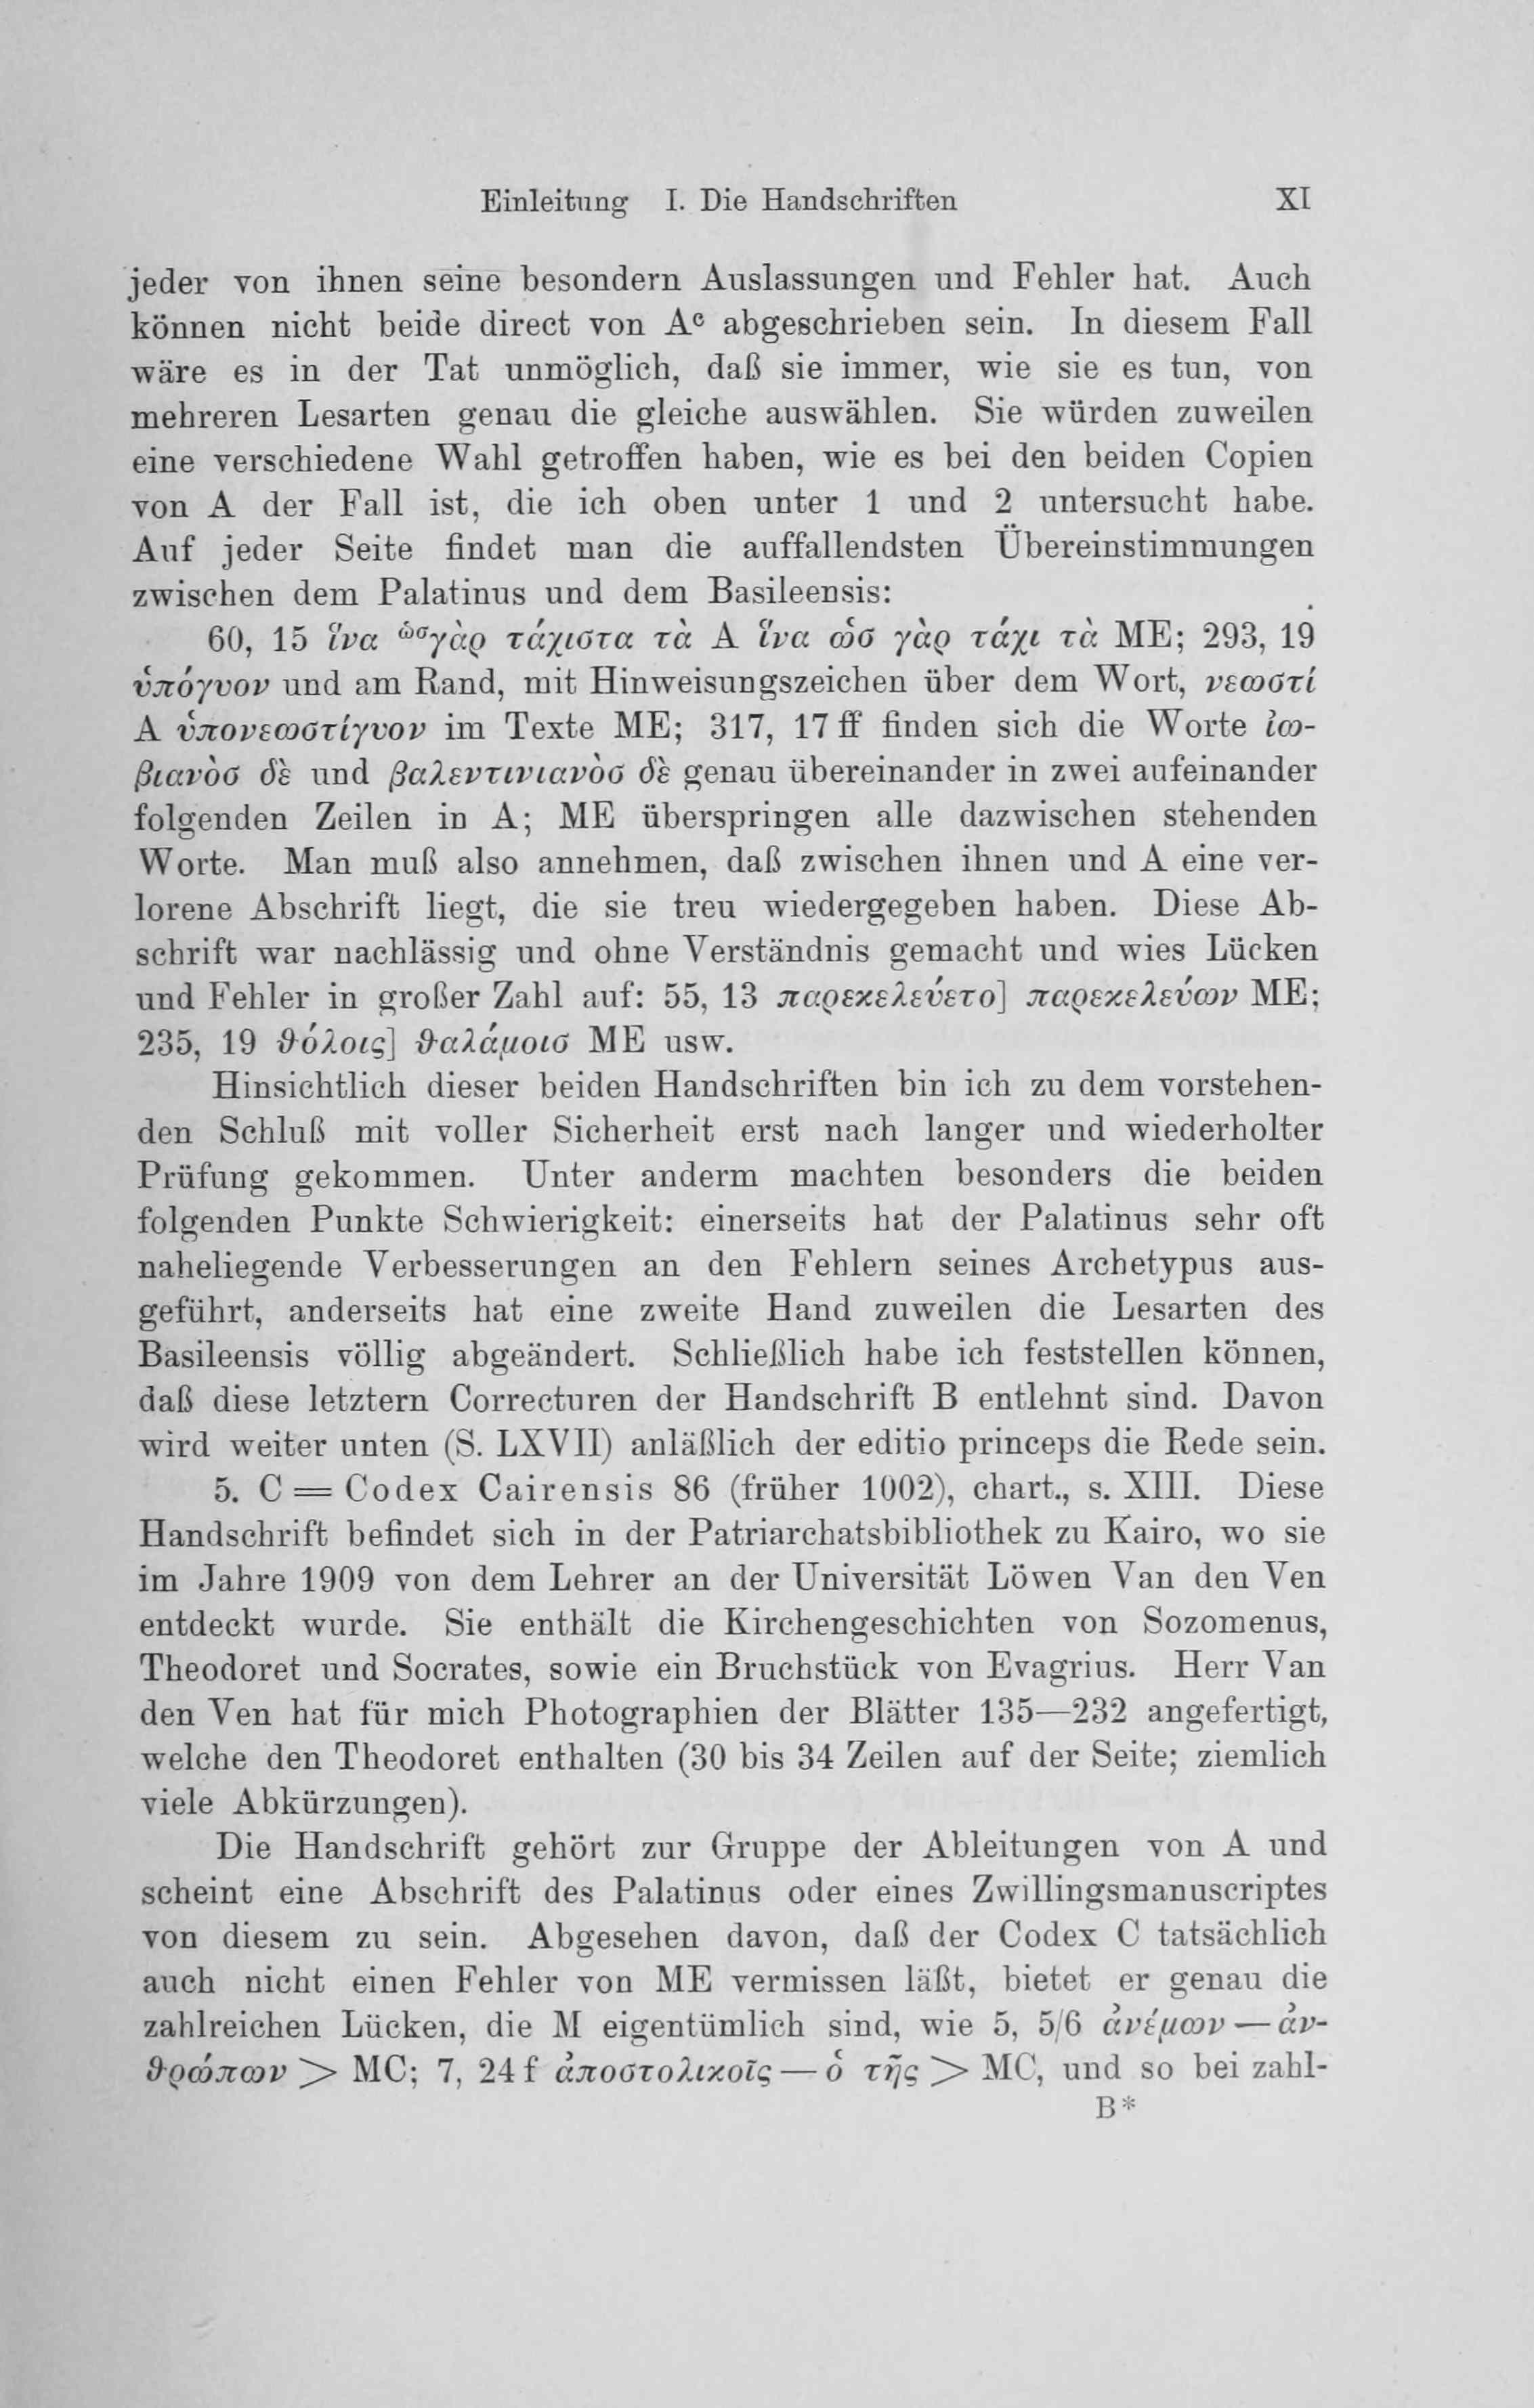 Einleitung I. Die Handschriften XI
jeder von ihnen seine besondern Auslassungen und Fehler hat. Auch
können nicht beide direct von Aᶜ abgeschrieben sein. In diesem Fall
wäre es in der Tat unmöglich, daß sie immer, wie sie es tun, von
mehreren Lesarten genau die gleiche auswählen. Sie würden zuweilen
eine verschiedene Wahl getroffen haben, wie es bei den beiden Copien
von A der Fall ist, die ich oben unter 1 und 2 untersucht habe.
Auf jeder Seite findet man die auffallendsten Übereinstimmungen
zwischen dem Palatinus und dem Basileensis:
60, 15 ἵνα ὡσγὰρ τάχιστα τὰ A ἵνα ὡσ γὰρ τάχι τὰ ME; 293, 19
ὑπόγυον und am Rand, mit Hinweisungszeichen über dem Wort, νεωστί
A ὑπονεωστίγυον im Texte ME; 317, 17 ff finden sich die Worte ἰω-
βιανὸσ δὲ und βαλεντινιανὸσ δὲ genau übereinander in zwei aufeinander
folgenden Zeilen in A; ME überspringen alle dazwischen stehenden
Worte. Man muß also annehmen, daß zwischen ihnen und A eine ver-
lorene Abschrift liegt, die sie treu wiedergegeben haben. Diese Ab-
schrift war nachlässig und ohne Verständnis gemacht und wies Lücken
und Fehler in großer Zahl auf: 55, 13 παρεκελεύετο] παρεκελεύων ME;
235, 19 θόλοις] θαλάμοισ ME usw.
Hinsichtlich dieser beiden Handschriften bin ich zu dem vorstehen-
den Schluß mit voller Sicherheit erst nach langer und wiederholter
Prüfung gekommen. Unter anderm machten besonders die beiden
folgenden Punkte Schwierigkeit: einerseits hat der Palatinus sehr oft
naheliegende Verbesserungen an den Fehlern seines Archetypus aus-
geführt, anderseits hat eine zweite Hand zuweilen die Lesarten des
Basileensis völlig abgeändert. Schließlich habe ich feststellen können,
daß diese letztern Correcturen der Handschrift B entlehnt sind. Davon
wird weiter unten (S. LXVII) anläßlich der editio princeps die Rede sein.
5. C = Codex Cairensis 86 (früher 1002), chart., s. XIII. Diese
Handschrift befindet sich in der Patriarchatsbibliothek zu Kairo, wo sie
im Jahre 1909 von dem Lehrer an der Universität Löwen Van den Ven
entdeckt wurde. Sie enthält die Kirchengeschichten von Sozomenus,
Theodoret und Socrates, sowie ein Bruchstück von Evagrius. Herr Van
den Ven hat für mich Photographien der Blätter 135—232 angefertigt,
welche den Theodoret enthalten (30 bis 34 Zeilen auf der Seite; ziemlich
viele Abkürzungen).
Die Handschrift gehört zur Gruppe der Ableitungen von A und
scheint eine Abschrift des Palatinus oder eines Zwillingsmanuscriptes
von diesem zu sein. Abgesehen davon, daß der Codex C tatsächlich
auch nicht einen Fehler von ME vermissen läßt, bietet er genau die
zahlreichen Lücken, die M eigentümlich sind, wie 5, 5/6 ἀνέμων — ἀν-
θρώπων > MC; 7, 24 f ἀποστολικοῖς — ὁ τῆς > MC, und so bei zahl-
B*